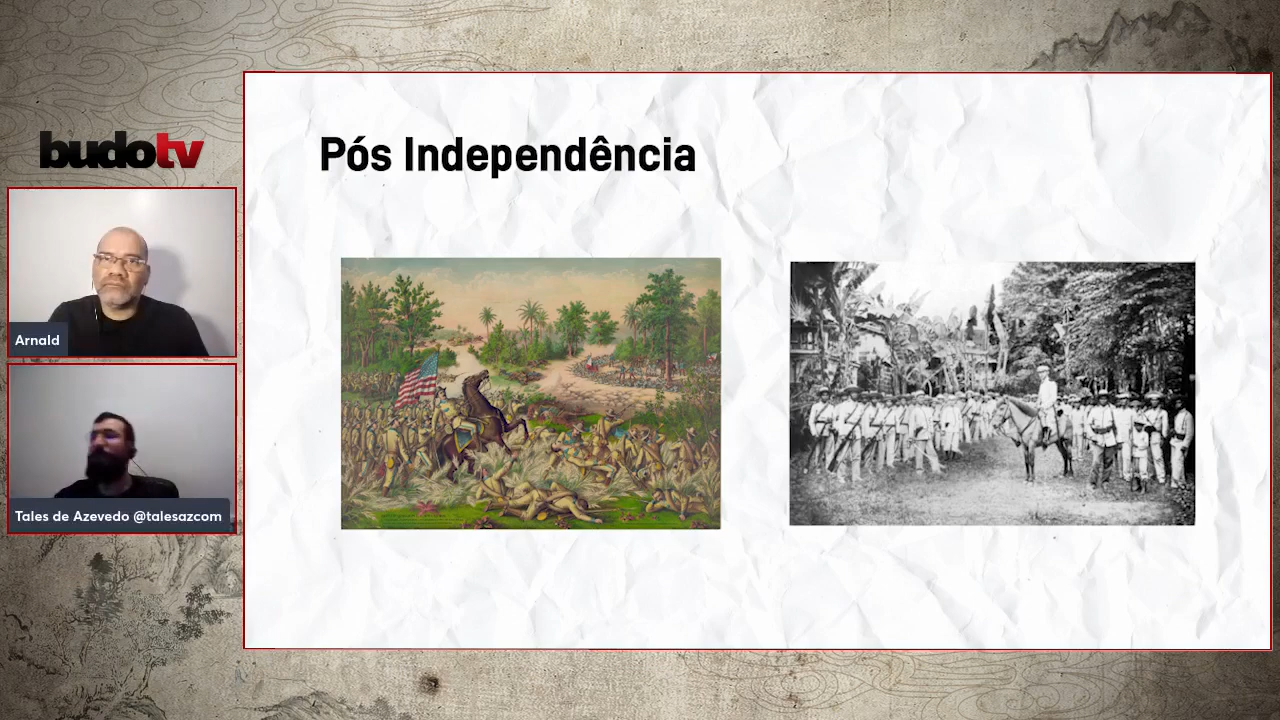 budotv
Pós Independência
Arnald
Tales de Azevedo @talesazcom